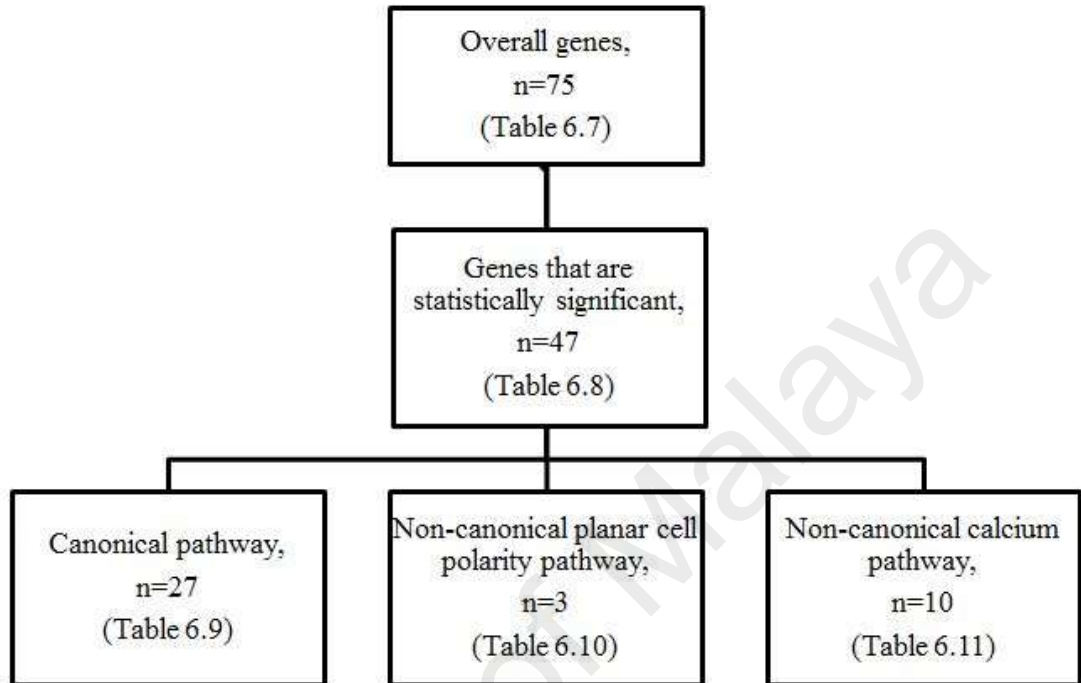 Overall genes,
n=75
(Table 6.7)
Genes that are
statistically significant,
n=47
(Table 6.8)
Canonical pathway,
n=27
(Table 6.9)
Non-canonical planar cell
polarity pathway,
n=3
(Table 6.10)
Non-canonical calcium
pathway,
n=10
(Table 6.11)
of Malaya